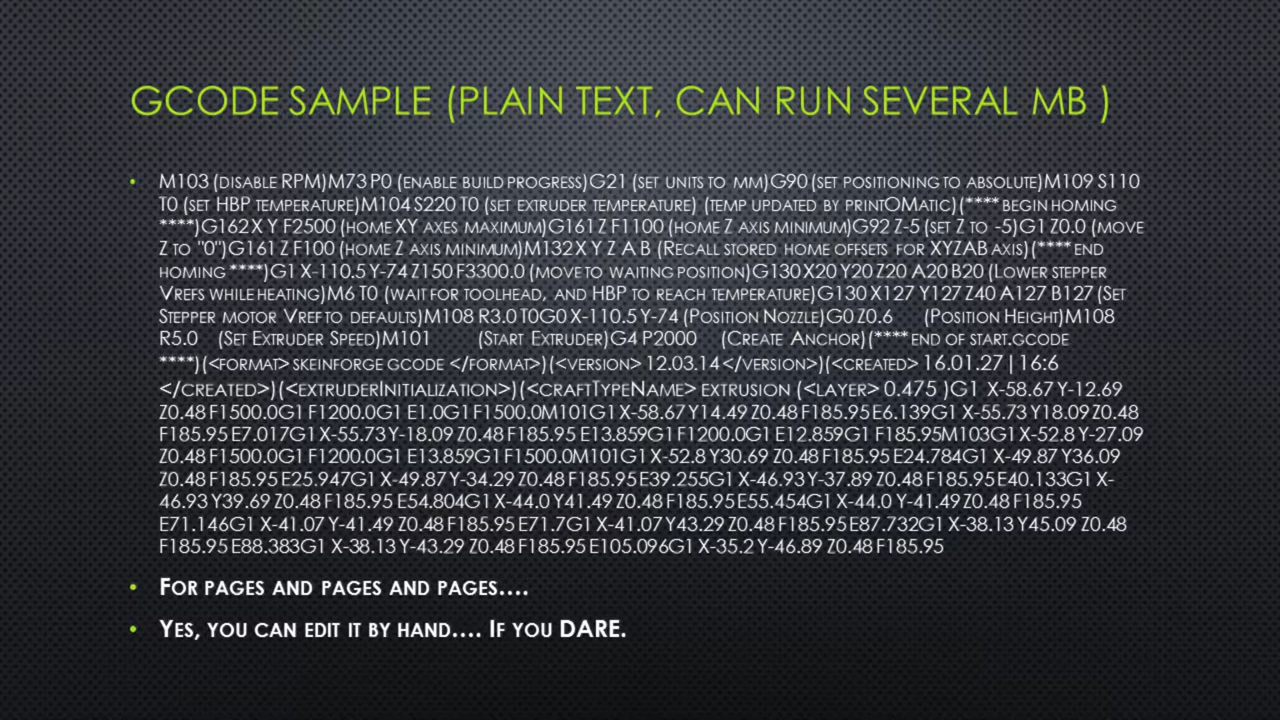 GCODE SAMPLE (PLAIN TEXT, CAN RUN SEVERAL MB )
• M103 (DISABLE RPM)M73 P0 (ENABLE BUILD PROGRESS)G21 (SET UNITS TO MM)G90 (SET POSITIONING TO ABSOLUTE)M109 S110
T0 (SET HBP TEMPERATURE)M104 S220 T0 (SET EXTRUDER TEMPERATURE) (TEMP UPDATED BY PRINTOMATIC)(**** BEGIN HOMING
****)G162 X Y F2500 (HOME XY AXES MAXIMUM)G161 Z F1100 (HOME Z AXIS MINIMUM)G92 Z-5 (SET Z TO -5)G1 Z0.0 (MOVE
Z TO "0")G161 Z F100 (HOME Z AXIS MINIMUM)M132 X Y Z A B (RECALL STORED HOME OFFSETS FOR XYZAB AXIS)(**** END
HOMING ****)G1 X-110.5 Y-74 Z150 F3300.0 (MOVE TO WAITING POSITION)G130 X20 Y20 Z20 A20 B20 (LOWER STEPPER
VREFS WHILE HEATING)M6 T0 (WAIT FOR TOOLHEAD, AND HBP TO REACH TEMPERATURE)G130 X127 Y127 Z40 A127 B127 (SET
STEPPER MOTOR VREF TO DEFAULTS)M108 R3.0 T0G0 X-110.5 Y-74 (POSITION NOZZLE)G0 Z0.6 (POSITION HEIGHT)M108
R5.0 (SET EXTRUDER SPEED)M101 (START EXTRUDER)G4 P2000 (CREATE ANCHOR)(**** END OF START.GCODE
****)(<FORMAT> SKEINFORGE GCODE </FORMAT>)(<VERSION> 12.03.14 </VERSION>)(<CREATED> 16.01.27|16:6
</CREATED>)(<EXTRUDERINITIALIZATION>)(<CRAFTTYPENAME> EXTRUSION (<LAYER> 0.475 )G1 X-58.67 Y-12.69
Z0.48 F1500.0G1 F1200.0G1 E1.0G1 F1500.0M101G1 X-58.67 Y14.49 Z0.48 F185.95 E6.139G1 X-55.73 Y18.09 Z0.48
F185.95 E7.017G1 X-55.73 Y-18.09 Z0.48 F185.95 E13.859G1 F1200.0G1 E12.859G1 F185.95M103G1 X-52.8 Y-27.09
Z0.48 F1500.0G1 F1200.0G1 E13.859G1 F1500.0M101G1 X-52.8 Y30.69 Z0.48 F185.95 E24.784G1 X-49.87 Y36.09
Z0.48 F185.95 E25.947G1 X-49.87 Y-34.29 Z0.48 F185.95 E39.255G1 X-46.93 Y-37.89 Z0.48 F185.95 E40.133G1 X-
46.93 Y39.69 Z0.48 F185.95 E54.804G1 X-44.0 Y41.49 Z0.48 F185.95 E55.454G1 X-44.0 Y-41.49 Z0.48 F185.95
E71.146G1 X-41.07 Y-41.49 Z0.48 F185.95 E71.7G1 X-41.07 Y43.29 Z0.48 F185.95 E87.732G1 X-38.13 Y45.09 Z0.48
F185.95 E88.383G1 X-38.13 Y-43.29 Z0.48 F185.95 E105.096G1 X-35.2 Y-46.89 Z0.48 F185.95
• FOR PAGES AND PAGES AND PAGES....
• YES, YOU CAN EDIT IT BY HAND.... IF YOU DARE.